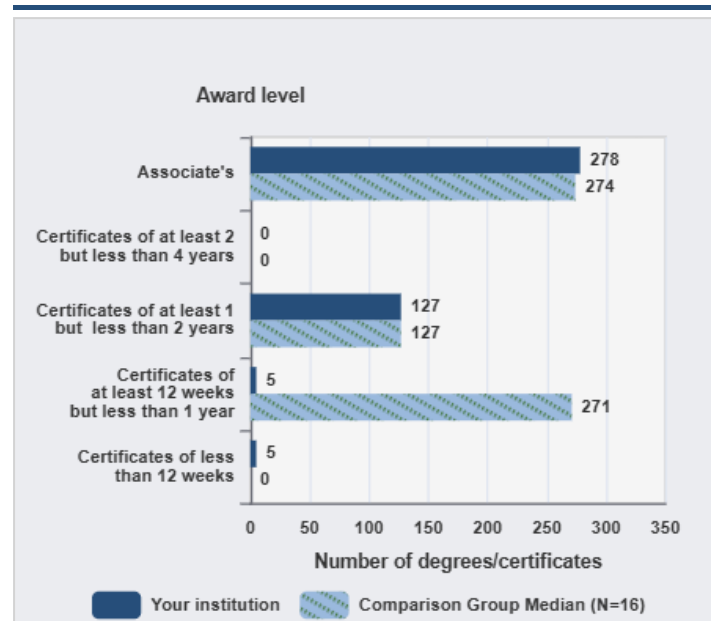 Award level
Associate's
278
274
Certificates of at least 2
but less than 4 years
0
0
Certificates of at least 1
but less than 2 years
127
127
Certificates of
at least 12 weeks
but less than 1 year
5
271
Certificates of less
than 12 weeks
5
0
0 50 100 150 200 250 300 350
Number of degrees/certificates
Your institution Comparison Group Median (N=16)